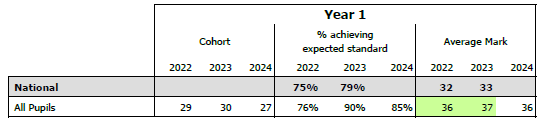 Year 1
Cohort % achieving expected standard Average Mark
2022 2023 2024 2022 2023 2024 2022 2023 2024
National 75% 79% 32 33
All Pupils 29 30 27 76% 90% 85% 36 37 36